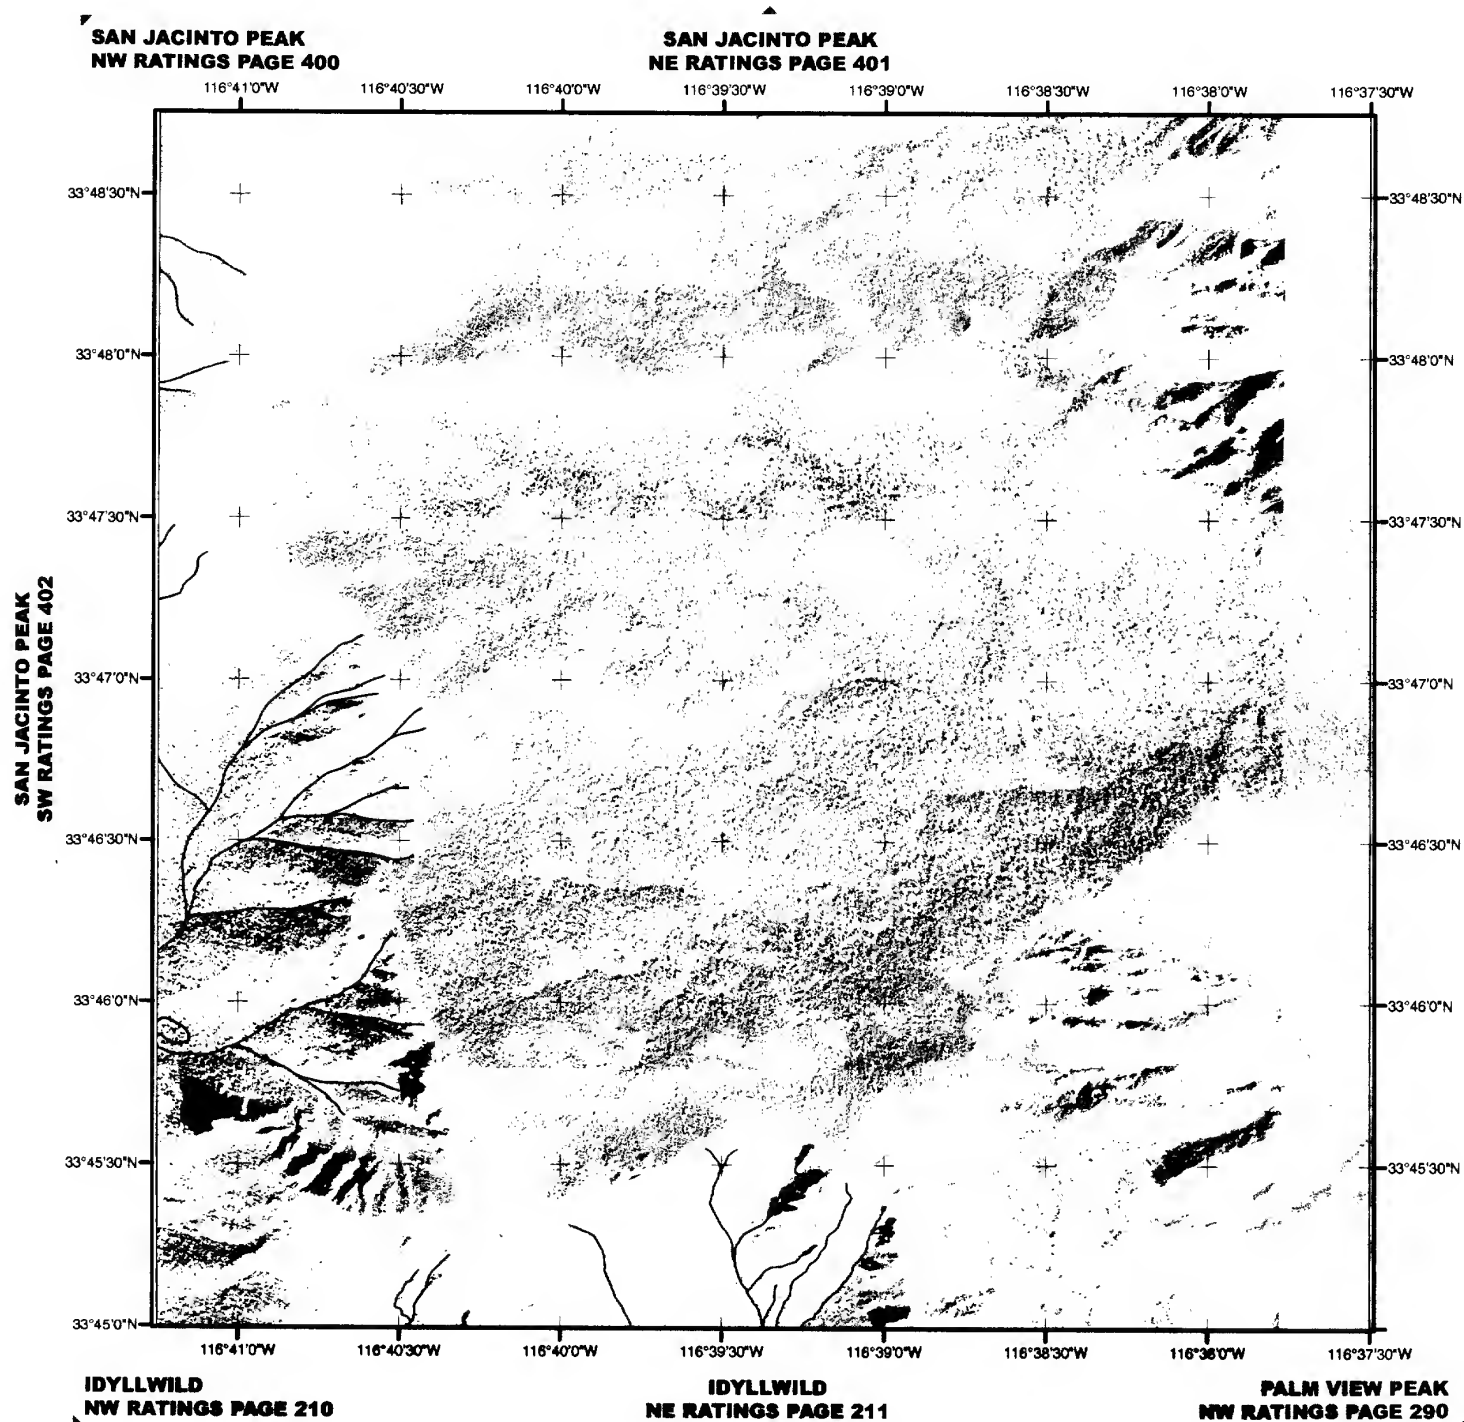 SAN JACINTO PEAK
NW RATINGS PAGE 400
SAN JACINTO PEAK
NE RATINGS PAGE 401
116°41'0"W
116°40'30"W
116°40'0"W
116°39'30"W
116°39'0"W
116°38'30"W
116°38'0"W
116°37'30"W
33°48'30"N
33°48'30"N
33°48'0"N
33°48'0"N
33°47'30"N
33°47'30"N
SAN JACINTO PEAK
SW RATINGS PAGE 402
33°47'0"N
33°47'0"N
33°46'30"N
33°46'30"N
33°46'0"N
33°46'0"N
33°45'30"N
33°45'30"N
33°45'0"N
116°41'0"W
116°40'30"W
116°40'0"W
116°39'30"W
116°39'0"W
116°38'30"W
116°38'0"W
116°37'30"W
IDYLLWILD
NW RATINGS PAGE 210
IDYLLWILD
NE RATINGS PAGE 211
PALM VIEW PEAK
NW RATINGS PAGE 290